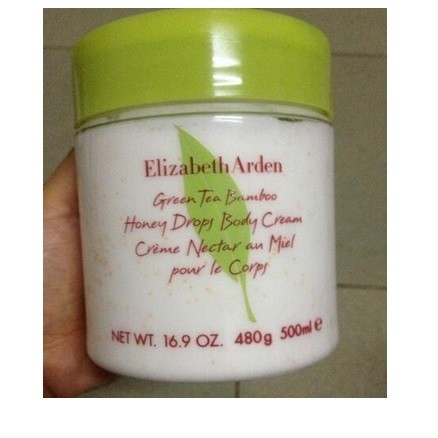 Elizabeth Arden
Green Tea Bamboo
Honey Drops Body Cream
Crème Nectar au Miel
pour le Corps
NET WT. 16.9 OZ. 480g 500ml e